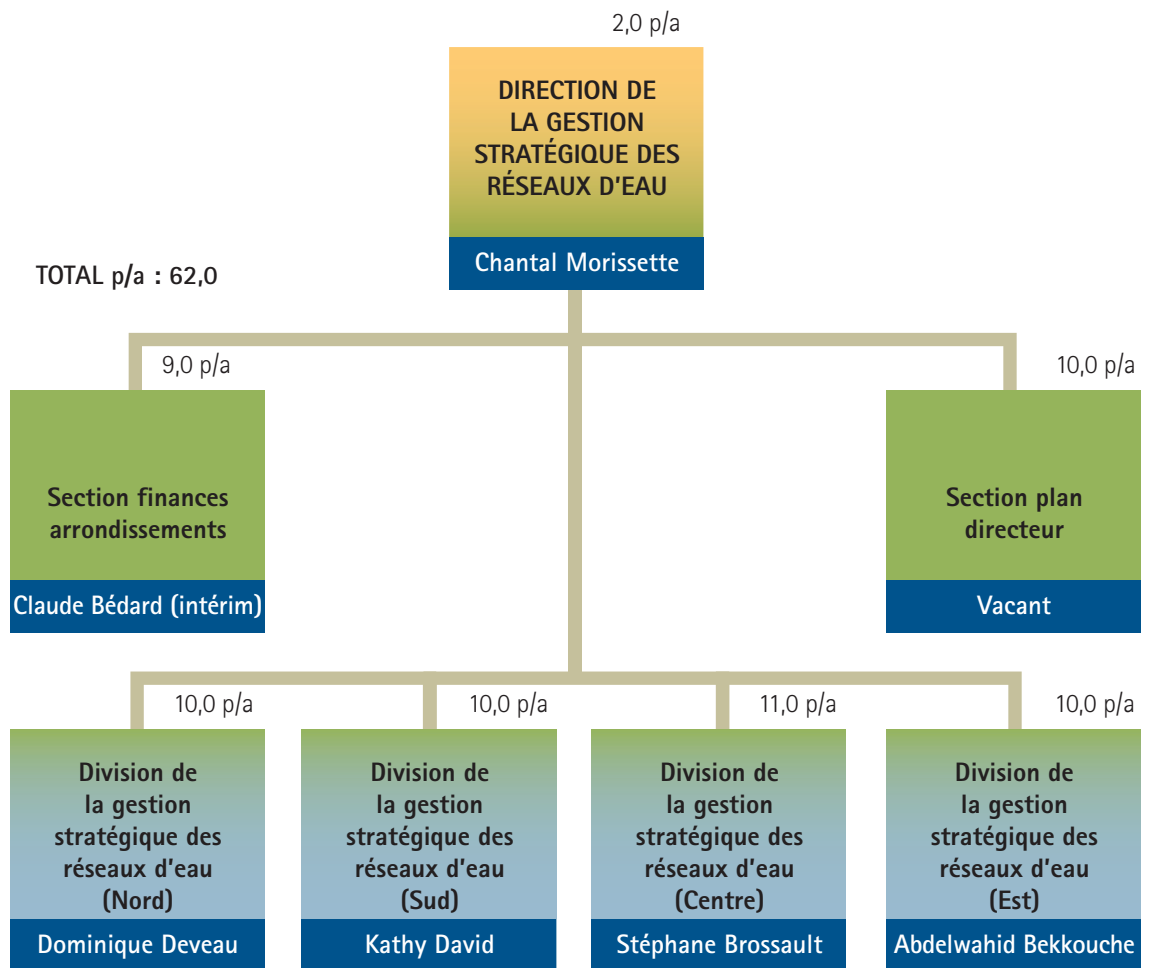 2,0 p/a
DIRECTION DE
LA GESTION
STRATÉGIQUE DES
RÉSEAUX D'EAU
Chantal Morissette
TOTAL p/a : 62,0
9,0 p/a
Section finances
arrondissements
Claude Bédard (intérim)
10,0 p/a
Section plan
directeur
Vacant
10,0 p/a
Division de
la gestion
stratégique des
réseaux d'eau
(Nord)
Dominique Deveau
10,0 p/a
Division de
la gestion
stratégique des
réseaux d'eau
(Sud)
Kathy David
11,0 p/a
Division de
la gestion
stratégique des
réseaux d'eau
(Centre)
Stéphane Brossault
10,0 p/a
Division de
la gestion
stratégique des
réseaux d'eau
(Est)
Abdelwahid Bekkouche